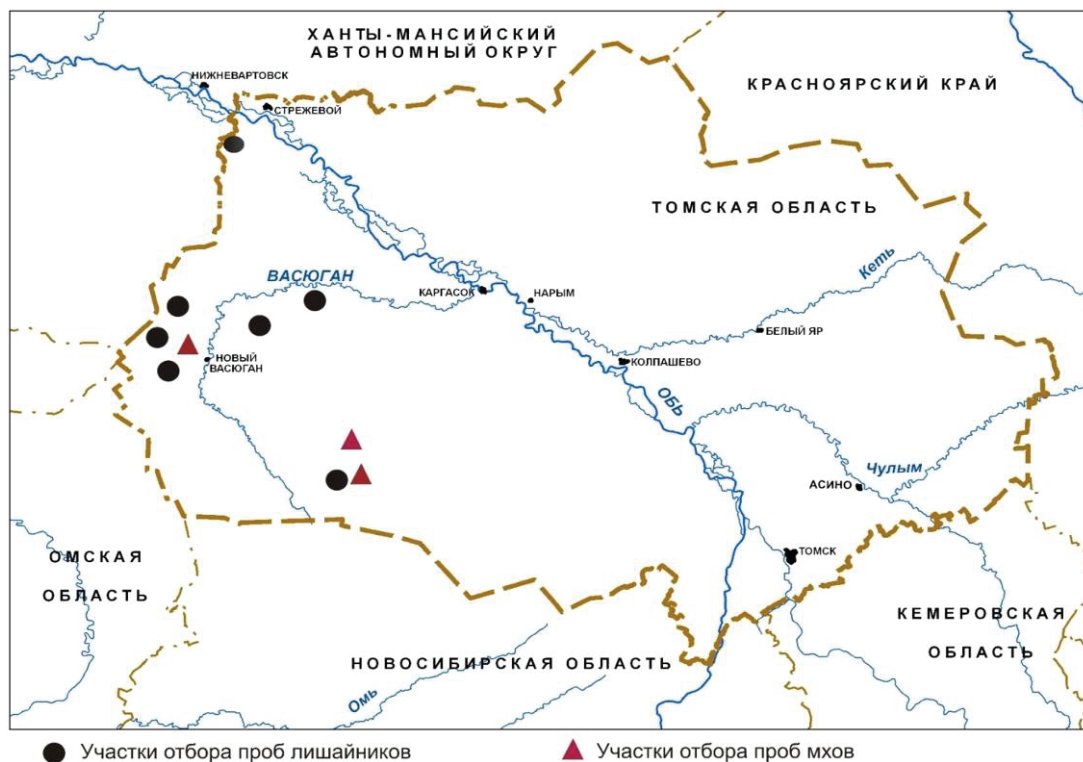 ХАНТЫ-МАНСИЙСКИЙ
АВТОНОМНЫЙ ОКРУГ
КРАСНОЯРСКИЙ КРАЙ
НИЖНЕВАРТОВСК
СТРЕЖЕВОЙ
ТОМСКАЯ ОБЛАСТЬ
ВАСЮГАН
КАРГАСОК
НАРЫМ
Кеть
БЕЛЫЙ ЯР
НОВЫЙ
ВАСЮГАН
КОЛПАШЕВО
ОБЬ
Чулым
АСИНО
ОМСКАЯ
ОБЛАСТЬ
ТОМСК
КЕМЕРОВСКАЯ
ОБЛАСТЬ
НОВОСИБИРСКАЯ ОБЛАСТЬ
Омь
Участки отбора проб лишайников
Участки отбора проб мхов